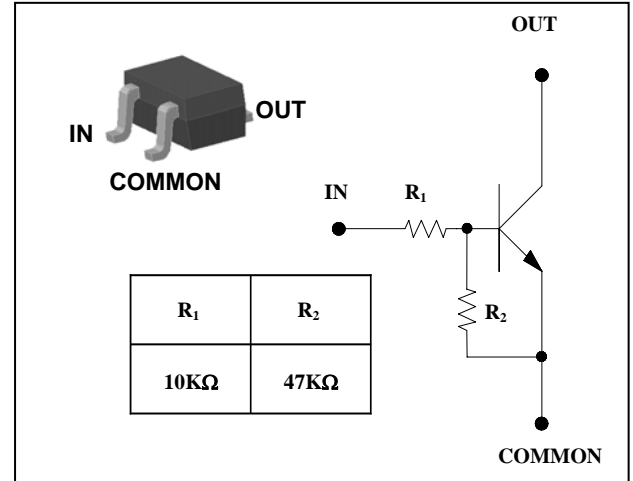 OUT
OUT
IN
COMMON
IN R₁
R₂
R₁ R₂
10KΩ 47KΩ
COMMON